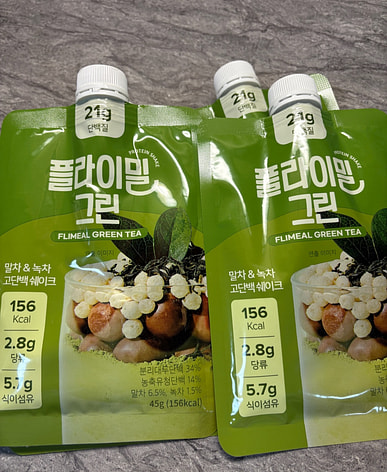 21g
단백질
PROTEIN SHAKE
플라이밀
그린
FLIMEAL GREEN TEA
말차 & 녹차
고단백 쉐이크
156
Kcal
2.8g
당류
5.7g
식이섬유
분리대두단백 34%
농축유청단백 14%
말차 6.5%, 녹차 1.5%
45g (156kcal)
21g
단백질
21g
단백질
PROTEIN SHAKE
플라이밀
그린
FLIMEAL GREEN TEA
연출 이미지
말차 & 녹차
고단백 쉐이크
156
Kcal
2.8g
당류
5.7g
식이섬유